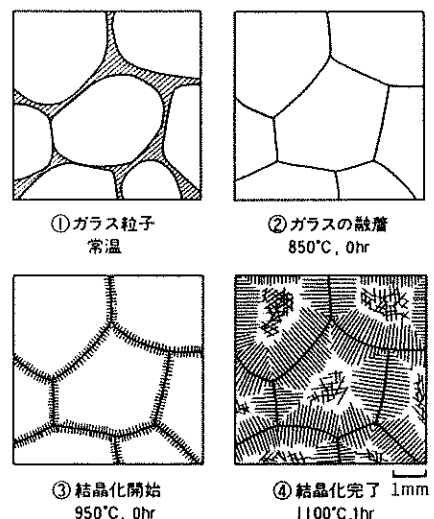 ①ガラス粒子
常温
②ガラスの融着
850°C, 0hr
③結晶化開始
950°C, 0hr
④結晶化完了
1mm
1100°C,1hr